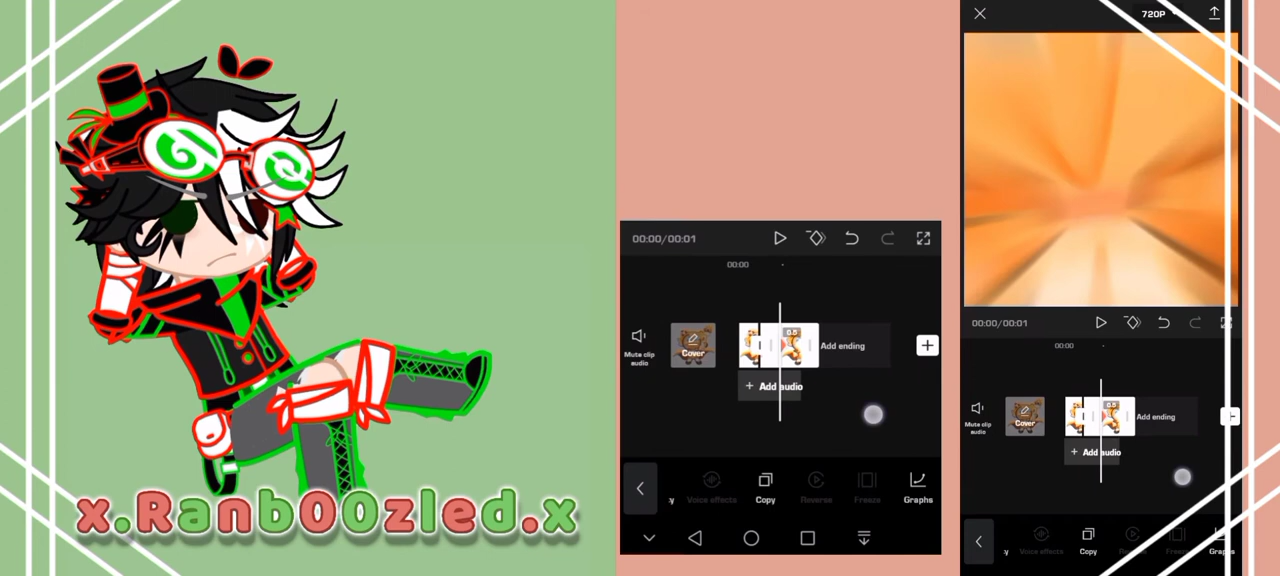 x.Ranb00zled.x
00:00/00:01
00:00
Mute clip
audio
Cover
0.5
Add ending
+ Add audio
Voice effects
Copy
Reverse
Freeze
Graphs
720P
00:00/00:01
00:00
Mute clip
audio
Cover
0.5
Add ending
+ Add audio
Voice effects
Copy